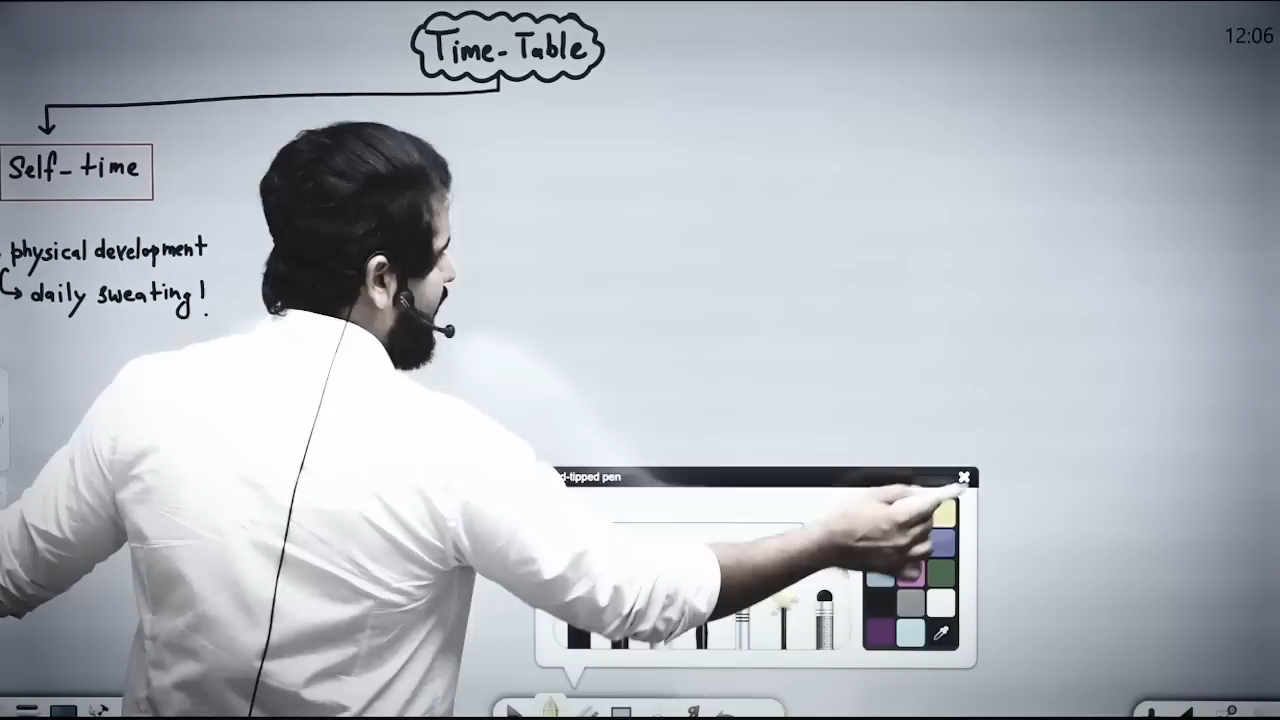 Time-Table
12:06
Self-time
physical development
↳ daily sweating!
d-tipped pen